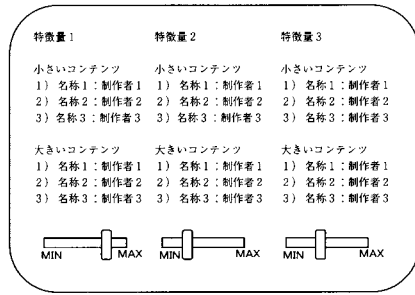 特徴量1 特徴量2 特徴量3
小さいコンテンツ 小さいコンテンツ 小さいコンテンツ
1) 名称1:制作者1 1) 名称1:制作者1 1) 名称1:制作者1
2) 名称2:制作者2 2) 名称2:制作者2 2) 名称2:制作者2
3) 名称3:制作者3 3) 名称3:制作者3 3) 名称3:制作者3
大きいコンテンツ 大きいコンテンツ 大きいコンテンツ
1) 名称1:制作者1 1) 名称1:制作者1 1) 名称1:制作者1
2) 名称2:制作者2 2) 名称2:制作者2 2) 名称2:制作者2
3) 名称3:制作者3 3) 名称3:制作者3 3) 名称3:制作者3
MIN MAX MIN MAX MIN MAX